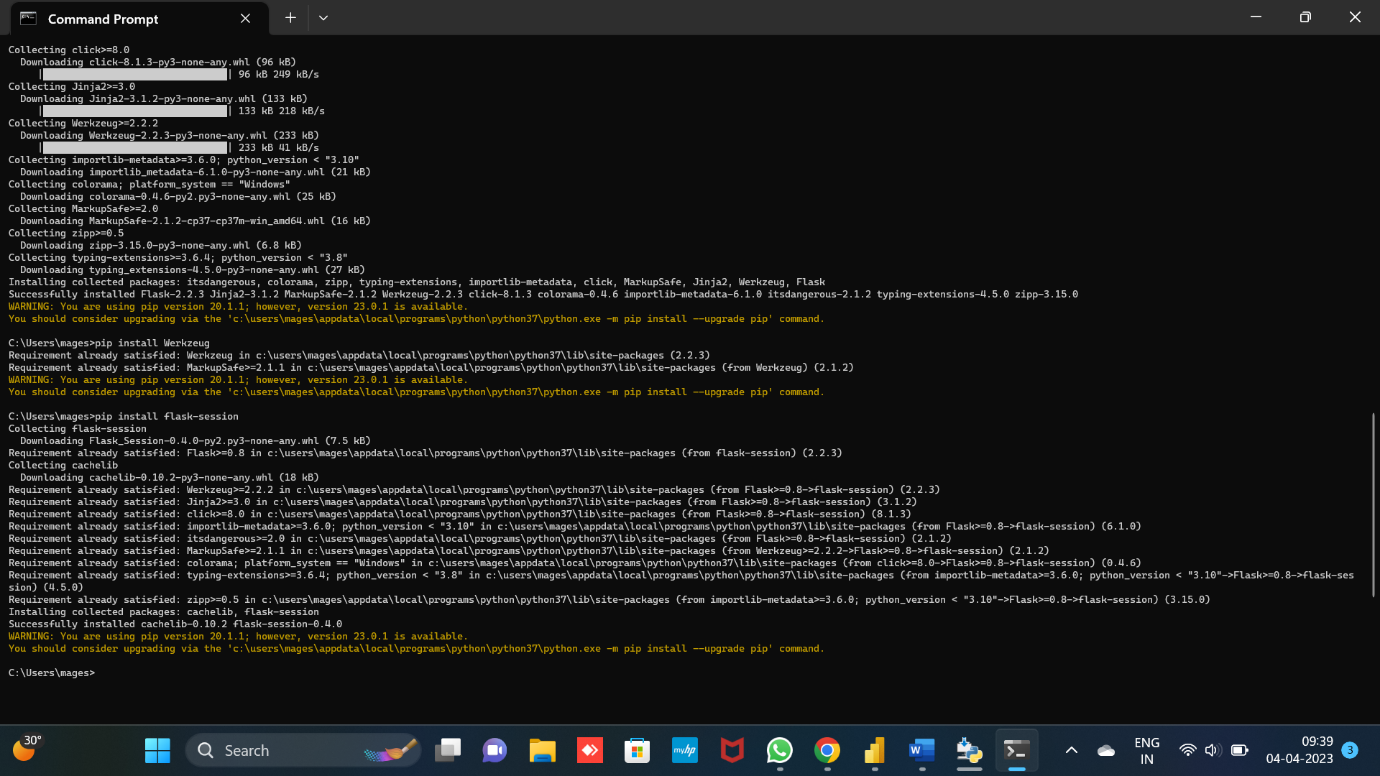 Command Prompt
Collecting click>=8.0
Downloading click-8.1.3-py3-none-any.whl (96 kB)
| 96 kB 249 kB/s
Collecting Jinja2>=3.0
Downloading Jinja2-3.1.2-py3-none-any.whl (133 kB)
| 133 kB 218 kB/s
Collecting Werkzeug>=2.2.2
Downloading Werkzeug-2.2.3-py3-none-any.whl (233 kB)
| 233 kB 41 kB/s
Collecting importlib-metadata>=3.6.0; python_version < "3.10"
Downloading importlib_metadata-6.1.0-py3-none-any.whl (21 kB)
Collecting colorama; platform_system == "Windows"
Downloading colorama-0.4.6-py2.py3-none-any.whl (25 kB)
Collecting MarkupSafe>=2.0
Downloading MarkupSafe-2.1.2-cp37-cp37m-win_amd64.whl (16 kB)
Collecting zipp>=0.5
Downloading zipp-3.15.0-py3-none-any.whl (6.8 kB)
Collecting typing-extensions>=3.6.4; python_version < "3.8"
Downloading typing_extensions-4.5.0-py3-none-any.whl (27 kB)
Installing collected packages: itsdangerous, colorama, zipp, typing-extensions, importlib-metadata, click, MarkupSafe, Jinja2, Werkzeug, Flask
Successfully installed Flask-2.2.3 Jinja2-3.1.2 MarkupSafe-2.1.2 Werkzeug-2.2.3 click-8.1.3 colorama-0.4.6 importlib-metadata-6.1.0 itsdangerous-2.1.2 typing-extensions-4.5.0 zipp-3.15.0
WARNING: You are using pip version 20.1.1; however, version 23.0.1 is available.
You should consider upgrading via the 'c:\users\mages\appdata\local\programs\python\python37\python.exe -m pip install --upgrade pip' command.
C:\Users\mages>pip install Werkzeug
Requirement already satisfied: Werkzeug in c:\users\mages\appdata\local\programs\python\python37\lib\site-packages (2.2.3)
Requirement already satisfied: MarkupSafe>=2.1.1 in c:\users\mages\appdata\local\programs\python\python37\lib\site-packages (from Werkzeug) (2.1.2)
WARNING: You are using pip version 20.1.1; however, version 23.0.1 is available.
You should consider upgrading via the 'c:\users\mages\appdata\local\programs\python\python37\python.exe -m pip install --upgrade pip' command.
C:\Users\mages>pip install flask-session
Collecting flask-session
Downloading Flask_Session-0.4.0-py2.py3-none-any.whl (7.5 kB)
Requirement already satisfied: Flask>=0.8 in c:\users\mages\appdata\local\programs\python\python37\lib\site-packages (from flask-session) (2.2.3)
Collecting cachelib
Downloading cachelib-0.10.2-py3-none-any.whl (18 kB)
Requirement already satisfied: Werkzeug>=2.2.2 in c:\users\mages\appdata\local\programs\python\python37\lib\site-packages (from Flask>=0.8->flask-session) (2.2.3)
Requirement already satisfied: Jinja2>=3.0 in c:\users\mages\appdata\local\programs\python\python37\lib\site-packages (from Flask>=0.8->flask-session) (3.1.2)
Requirement already satisfied: click>=8.0 in c:\users\mages\appdata\local\programs\python\python37\lib\site-packages (from Flask>=0.8->flask-session) (8.1.3)
Requirement already satisfied: importlib-metadata>=3.6.0; python_version < "3.10" in c:\users\mages\appdata\local\programs\python\python37\lib\site-packages (from Flask>=0.8->flask-session) (6.1.0)
Requirement already satisfied: itsdangerous>=2.0 in c:\users\mages\appdata\local\programs\python\python37\lib\site-packages (from Flask>=0.8->flask-session) (2.1.2)
Requirement already satisfied: MarkupSafe>=2.1.1 in c:\users\mages\appdata\local\programs\python\python37\lib\site-packages (from Werkzeug>=2.2.2->Flask>=0.8->flask-session) (2.1.2)
Requirement already satisfied: colorama; platform_system == "Windows" in c:\users\mages\appdata\local\programs\python\python37\lib\site-packages (from click>=8.0->Flask>=0.8->flask-session) (0.4.6)
Requirement already satisfied: typing-extensions>=3.6.4; python_version < "3.8" in c:\users\mages\appdata\local\programs\python\python37\lib\site-packages (from importlib-metadata>=3.6.0; python_version < "3.10"->Flask>=0.8->flask-ses
sion) (4.5.0)
Requirement already satisfied: zipp>=0.5 in c:\users\mages\appdata\local\programs\python\python37\lib\site-packages (from importlib-metadata>=3.6.0; python_version < "3.10"->Flask>=0.8->flask-session) (3.15.0)
Installing collected packages: cachelib, flask-session
Successfully installed cachelib-0.10.2 flask-session-0.4.0
WARNING: You are using pip version 20.1.1; however, version 23.0.1 is available.
You should consider upgrading via the 'c:\users\mages\appdata\local\programs\python\python37\python.exe -m pip install --upgrade pip' command.
C:\Users\mages>
30°
Search
myhp
ENG
IN
09:39
04-04-2023
3